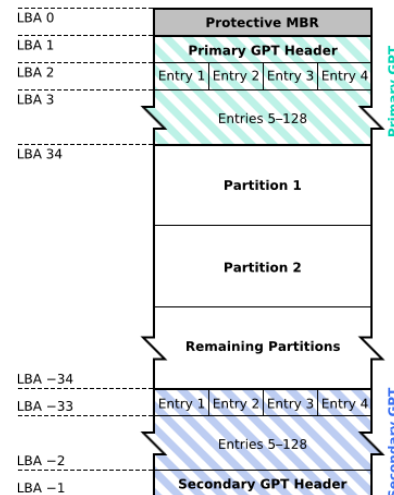 LBA 0
Protective MBR
LBA 1
Primary GPT Header
LBA 2
Entry 1 Entry 2 Entry 3 Entry 4
LBA 3
Entries 5–128
Primary GPT
LBA 34
Partition 1
Partition 2
Remaining Partitions
LBA −34
LBA −33
Entry 1 Entry 2 Entry 3 Entry 4
Entries 5–128
LBA −2
Secondary GPT Header
LBA −1
Secondary GPT